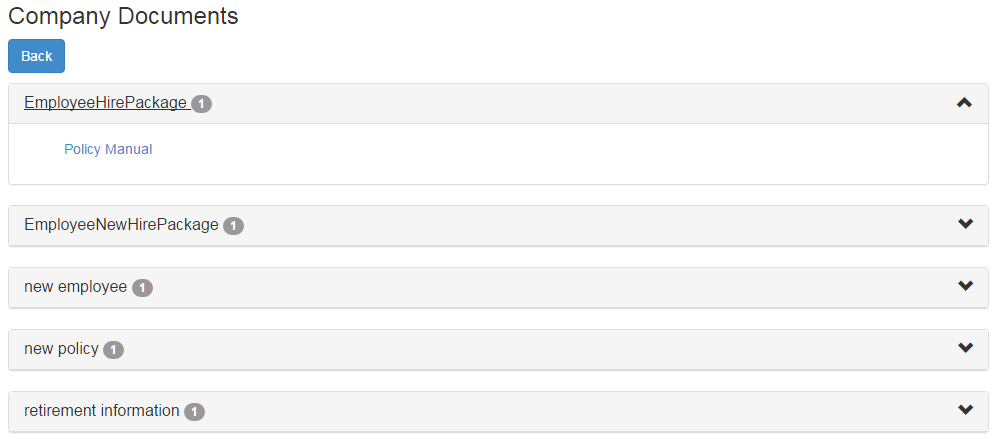 Company Documents
Back
EmployeeHirePackage 1
Policy Manual
EmployeeNewHirePackage 1
new employee 1
new policy 1
retirement information 1